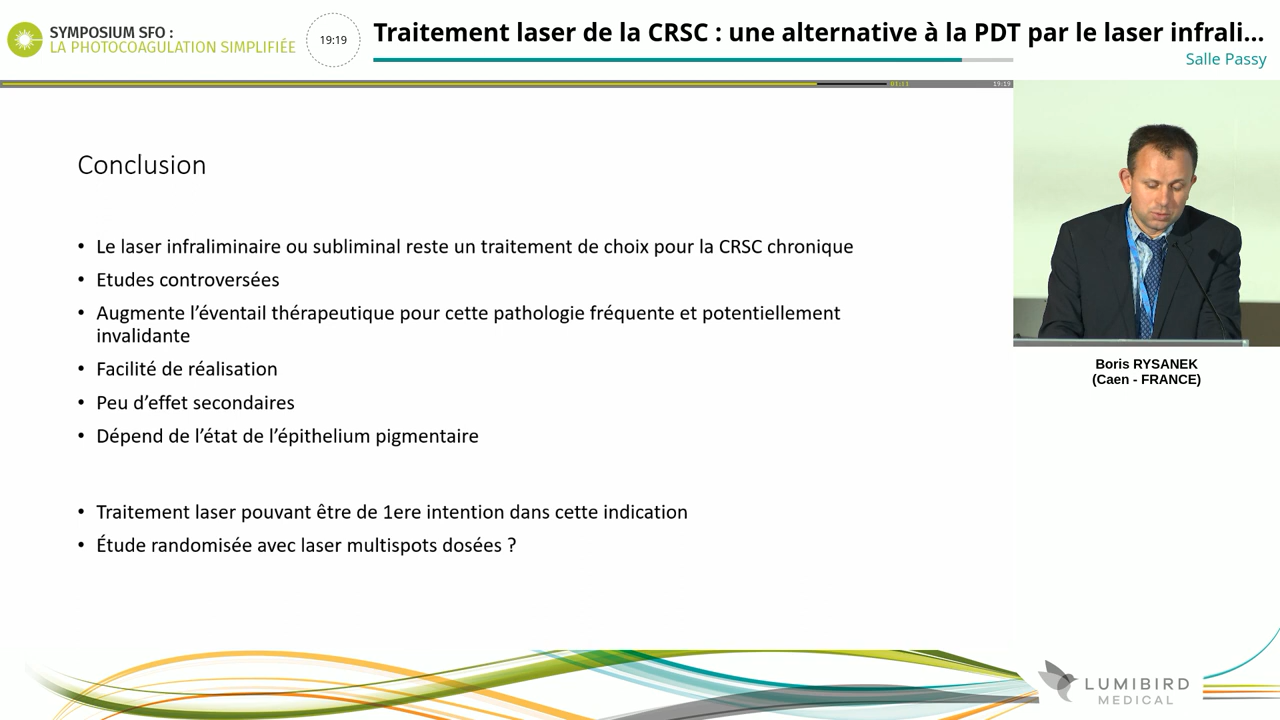 SYMPOSIUM SFO :
LA PHOTOCOAGULATION SIMPLIFIÉE
19:19
Traitement laser de la CRSC : une alternative à la PDT par le laser infrali...
Salle Passy
01:11
19:19
Conclusion
• Le laser infraliminaire ou subliminal reste un traitement de choix pour la CRSC chronique
• Etudes controversées
• Augmente l’éventail thérapeutique pour cette pathologie fréquente et potentiellement
invalidante
• Facilité de réalisation
• Peu d’effet secondaires
• Dépend de l’état de l’épithelium pigmentaire
• Traitement laser pouvant être de 1ere intention dans cette indication
• Étude randomisée avec laser multispots dosées ?
Boris RYSANEK
(Caen - FRANCE)
LUMIBIRD
MEDICAL